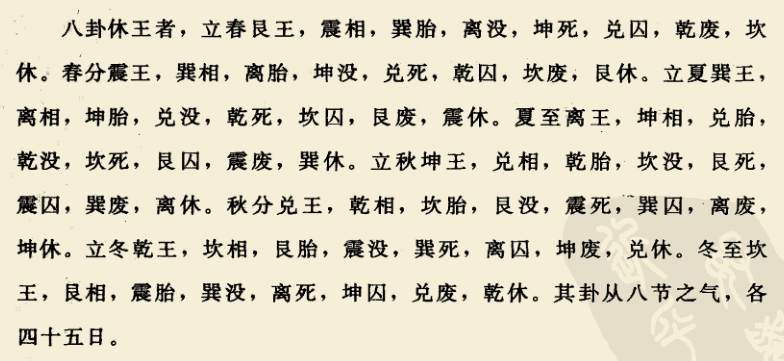 八卦休王者，立春艮王，震相，巽胎，离没，坤死，兑囚，乾废，坎
休。春分震王，巽相，离胎，坤没，兑死，乾囚，坎废，艮休。立夏巽王，
离相，坤胎，兑没，乾死，坎囚，艮废，震休。夏至离王，坤相，兑胎，
乾没，坎死，艮囚，震废，巽休。立秋坤王，兑相，乾胎，坎没，艮死，
震囚，巽废，离休。秋分兑王，乾相，坎胎，艮没，震死，巽囚，离废，
坤休。立冬乾王，坎相，艮胎，震没，巽死，离囚，坤废，兑休。冬至坎
王，艮相，震胎，巽没，离死，坤囚，兑废，乾休。其卦从八节之气，各
四十五日。